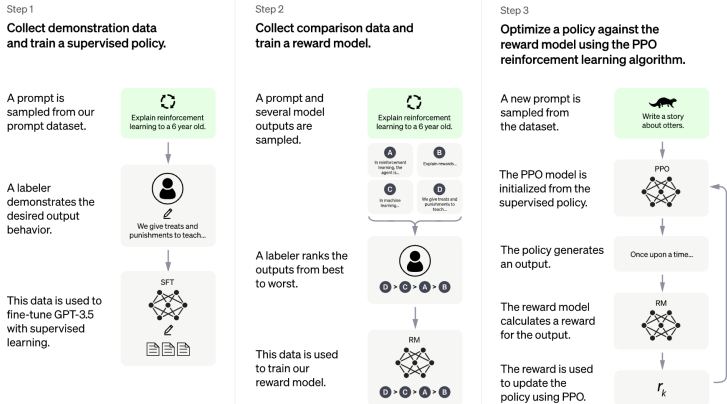 Step 1
Collect demonstration data
and train a supervised policy.
A prompt is
sampled from our
prompt dataset.
Explain reinforcement
learning to a 6 year old.
A labeler
demonstrates the
desired output
behavior.
We give treats and
punishments to teach...
This data is used to
fine-tune GPT-3.5
with supervised
learning.
SFT
Step 2
Collect comparison data and
train a reward model.
A prompt and
several model
outputs are
sampled.
Explain reinforcement
learning to a 6 year old.
A
In reinforcement
learning, the
agent is...
B
Explain rewards...
C
In machine
learning...
D
We give treats and
punishments to
teach...
A labeler ranks the
outputs from best
to worst.
D > C > A > B
This data is used
to train our
reward model.
RM
D > C > A > B
Step 3
Optimize a policy against the
reward model using the PPO
reinforcement learning algorithm.
A new prompt is
sampled from
the dataset.
Write a story
about otters.
The PPO model is
initialized from the
supervised policy.
PPO
The policy generates
an output.
Once upon a time...
The reward model
calculates a reward
for the output.
RM
The reward is used
to update the
policy using PPO.
rk